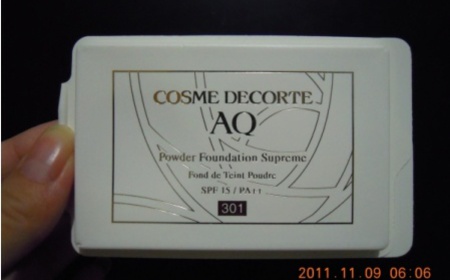 COSME DECORTE
AQ
Powder Foundation Supreme
Fond de Teint Poudre
SPF 15 / PA++
301
2011.11.09 06:06